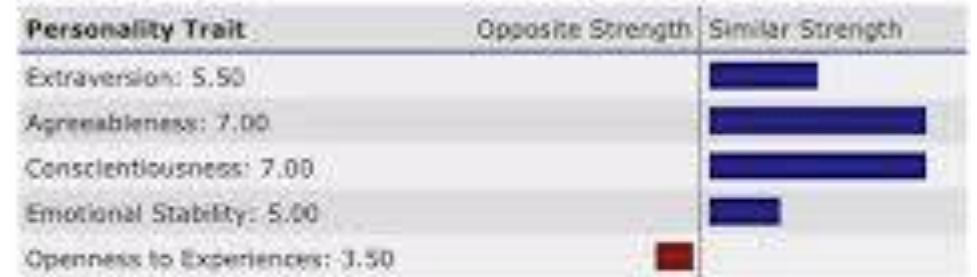 Personality Trait Opposite Strength Similar Strength
Extraversion: 5.50
Agreeableness: 7.00
Conscientiousness: 7.00
Emotional Stability: 5.00
Openness to Experiences: 3.50